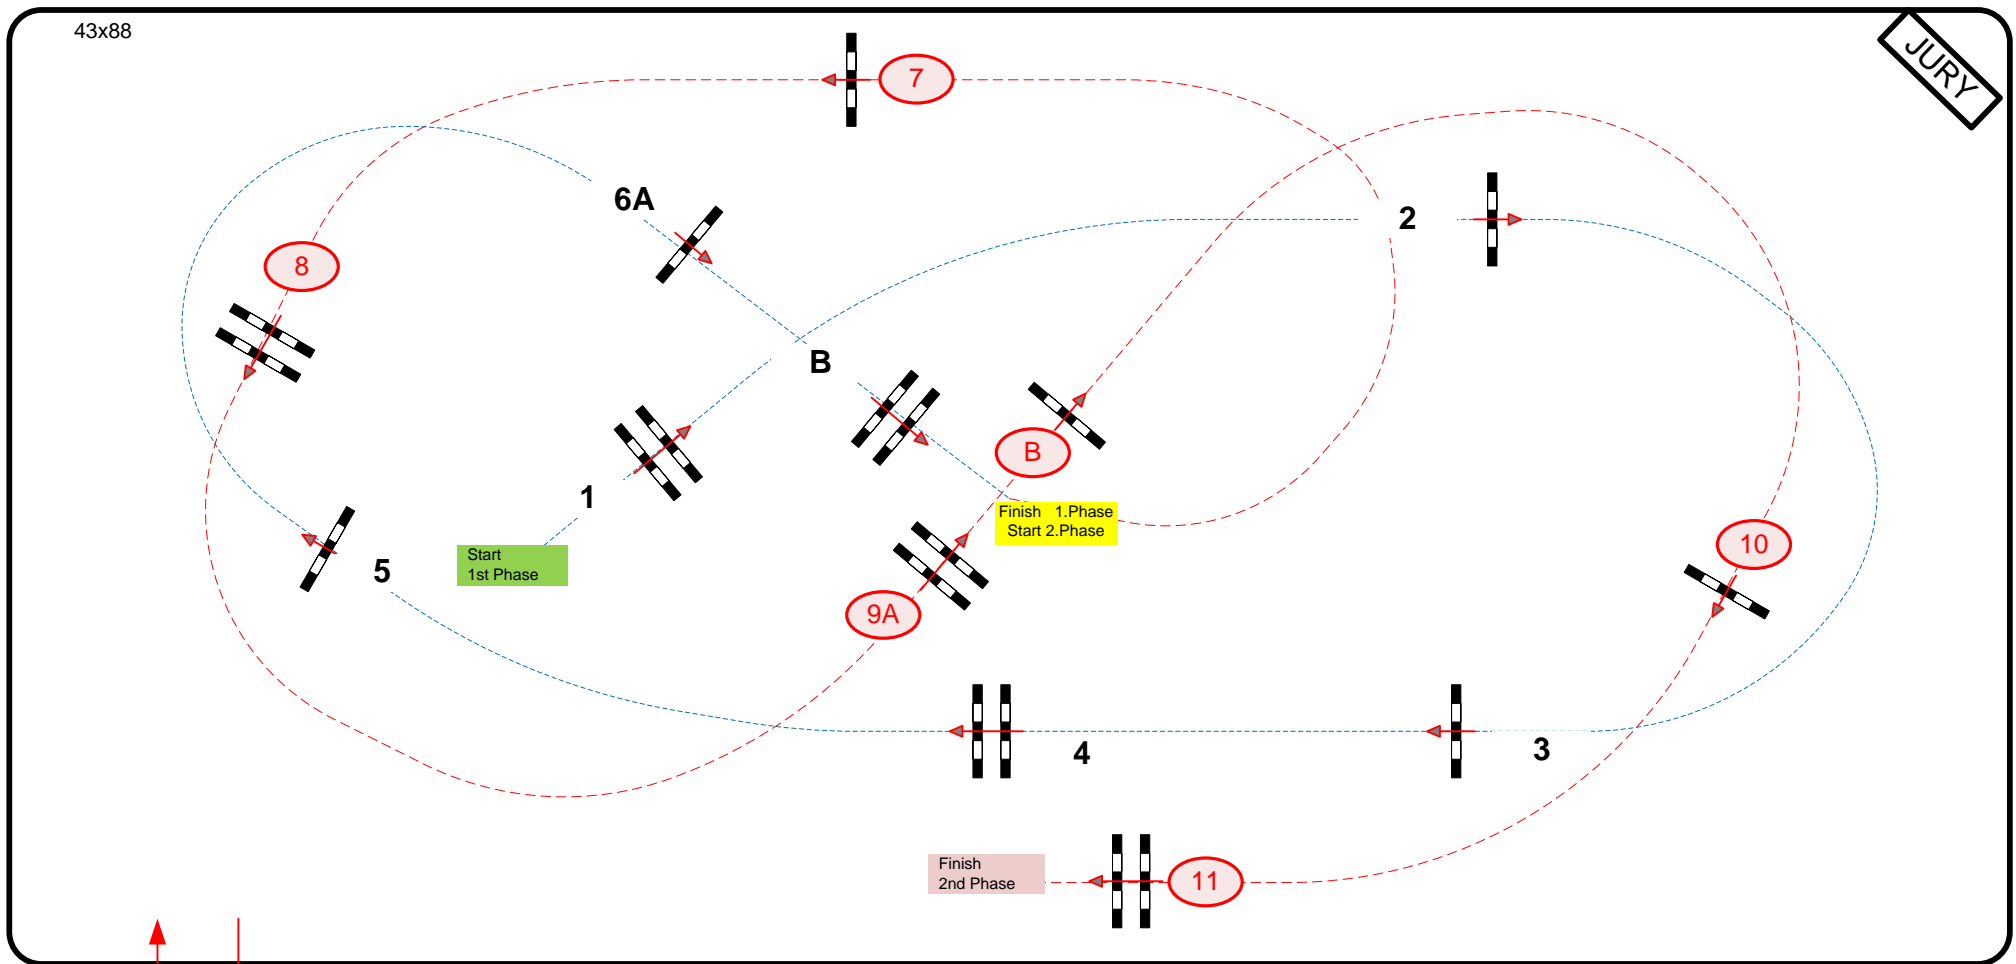 43x88
JURY
7
6A
2
8
B
B
1
Finish 1.Phase
Start 2.Phase
10
Start
1st Phase
5
9A
4
3
Finish
2nd Phase
11